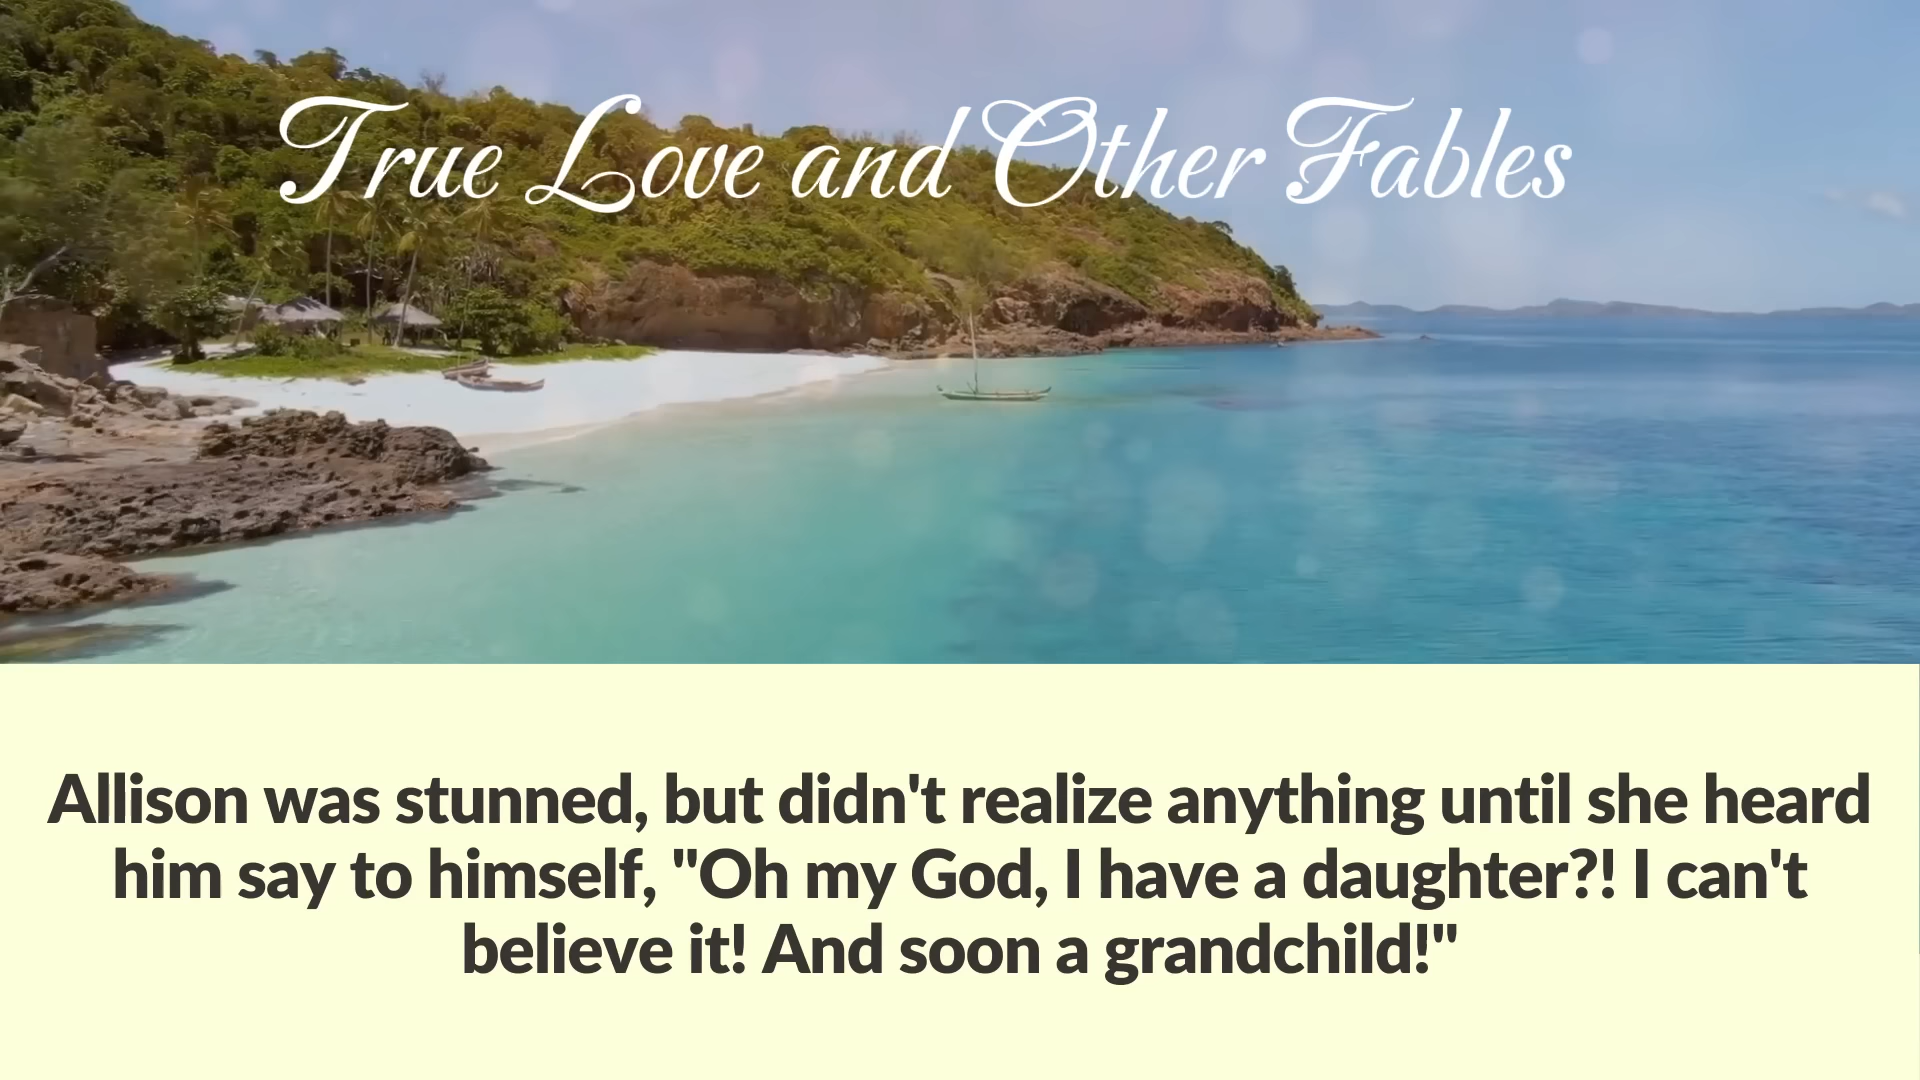 True Love and Other Fables
Allison was stunned, but didn't realize anything until she heard
him say to himself, "Oh my God, I have a daughter?! I can't
believe it! And soon a grandchild!"